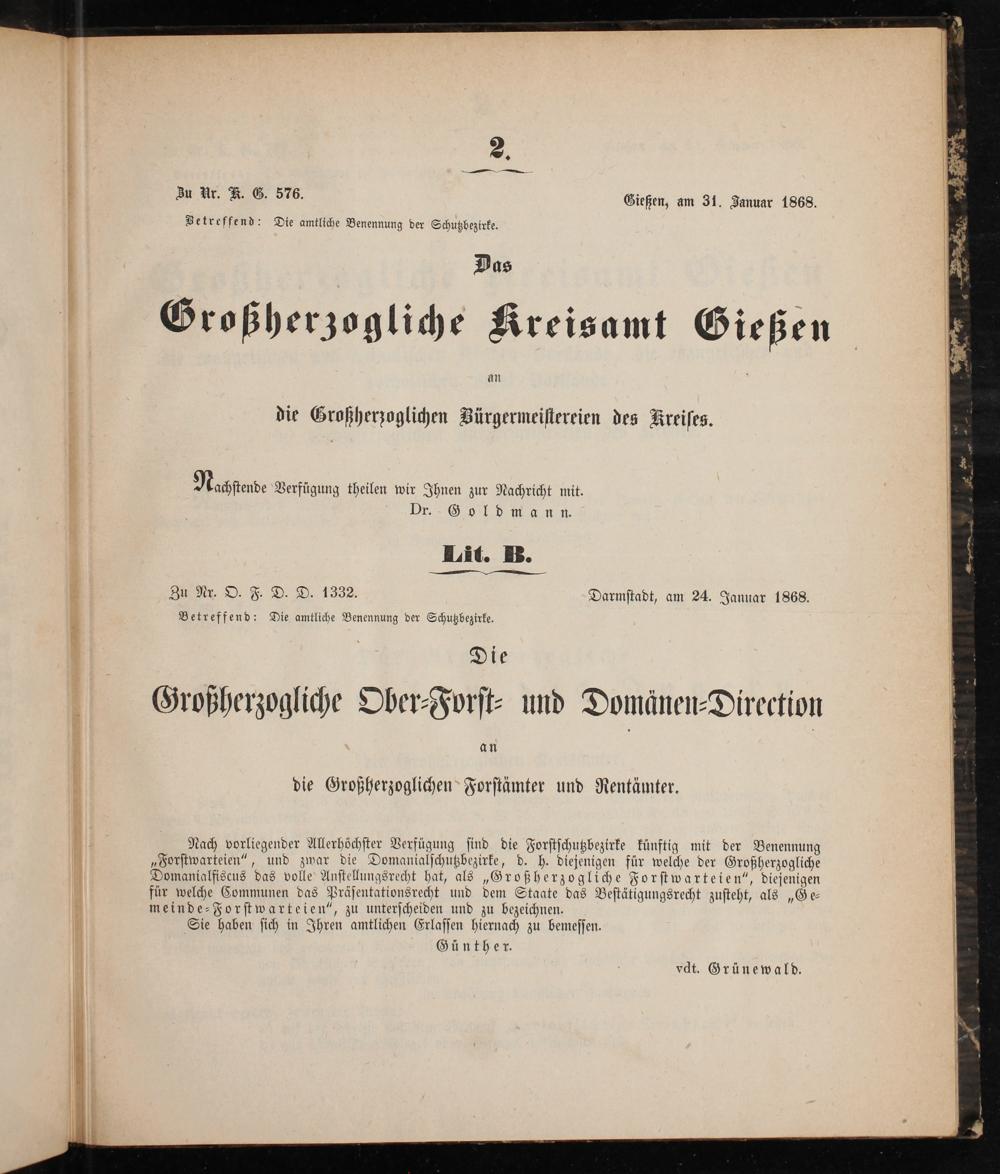 2.
Zu Nr. K. G. 576.
Gießen, am 31. Januar 1868.
Betreffend: Die amtliche Benennung der Schutzbezirke.
Das
Großherzogliche Kreisamt Gießen
an
die Großherzoglichen Bürgermeistereien des Kreises.
Nachstende Verfügung theilen wir Ihnen zur Nachricht mit.
Dr. Goldmann.
Lit. B.
Zu Nr. O. F. D. D. 1332.
Darmstadt, am 24. Januar 1868.
Betreffend: Die amtliche Benennung der Schutzbezirke.
Die
Großherzogliche Ober-Forst- und Domänen-Direction
an
die Großherzoglichen Forstämter und Rentämter.
Nach vorliegender Allerhöchster Verfügung sind die Forstschutzbezirke künftig mit der Benennung
„Forstwarteien“, und zwar die Domanialschutzbezirke, d. h. diejenigen für welche der Großherzogliche
Domanialfiscus das volle Anstellungsrecht hat, als „Großherzogliche Forstwarteien“, diejenigen
für welche Communen das Präsentationsrecht und dem Staate das Bestätigungsrecht zusteht, als „Ge-
meinde-Forstwarteien“, zu unterscheiden und zu bezeichnen.
Sie haben sich in Ihren amtlichen Erlassen hiernach zu bemessen.
Günther.
vdt. Grünewald.